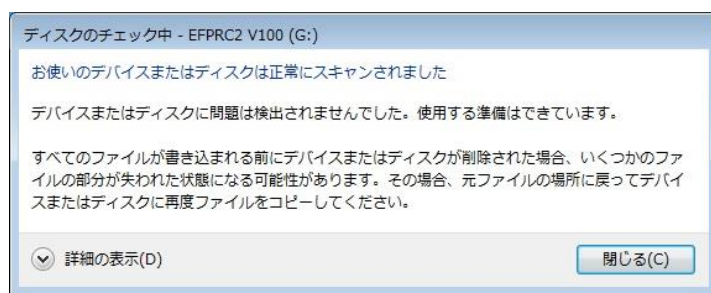 ディスクのチェック中 - EFPRC2 V100 (G:)
お使いのデバイスまたはディスクは正常にスキャンされました
デバイスまたはディスクに問題は検出されませんでした。使用する準備はできています。
すべてのファイルが書き込まれる前にデバイスまたはディスクが削除された場合、いくつかのファ
イルの部分が失われた状態になる可能性があります。その場合、元ファイルの場所に戻ってデバイ
スまたはディスクに再度ファイルをコピーしてください。
詳細の表示(D)
閉じる(C)